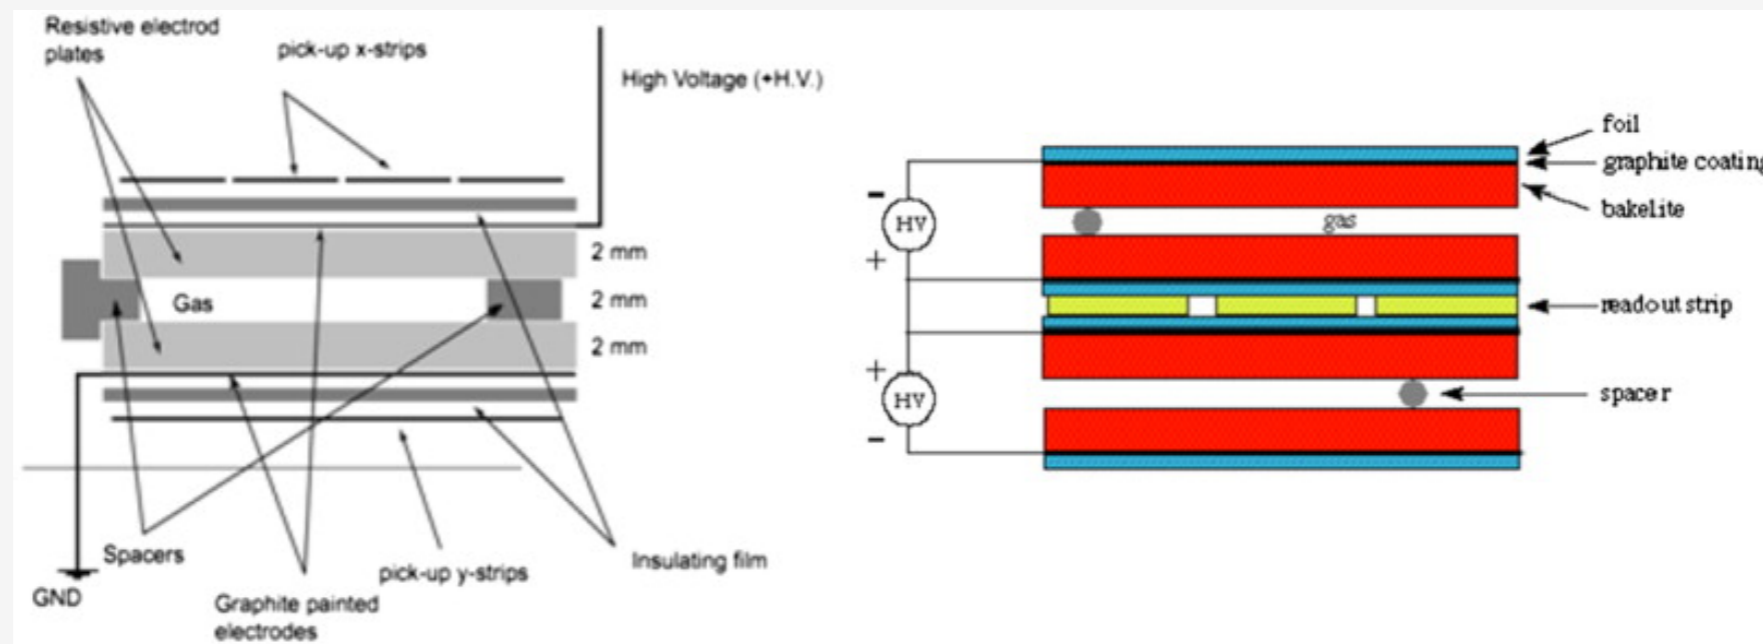 Resistive electrod
plates
pick-up x-strips
High Voltage (+H.V.)
2 mm
Gas
2 mm
2 mm
Spacers
GND
Graphite painted
electrodes
pick-up y-strips
Insulating film
foil
graphite coating
bakelite
-
HV
+
gas
readout strip
+
HV
-
spacer